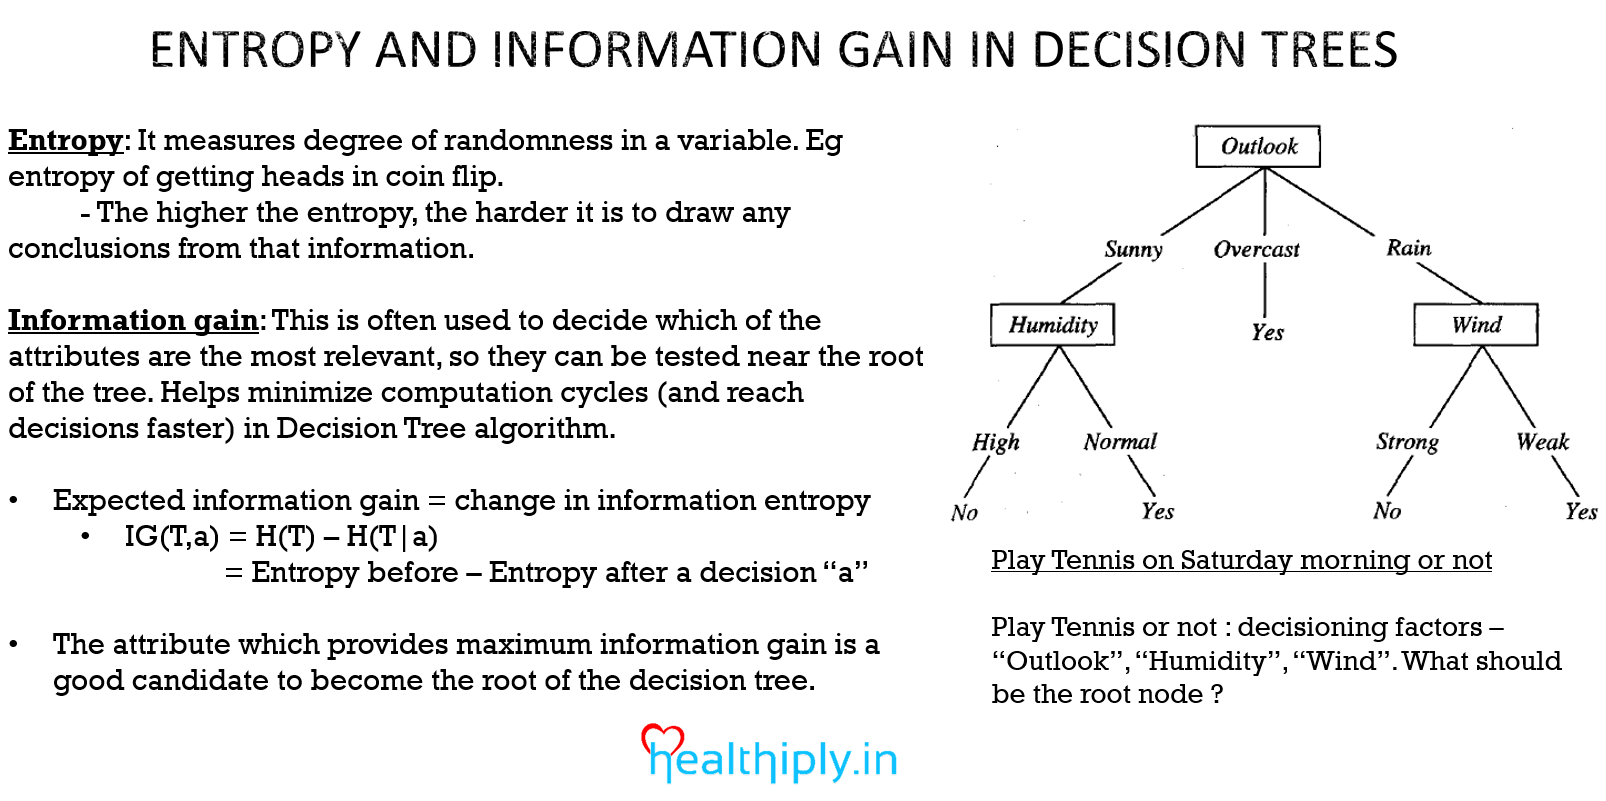 ENTROPY AND INFORMATION GAIN IN DECISION TREES
Entropy: It measures degree of randomness in a variable. Eg
entropy of getting heads in coin flip.
- The higher the entropy, the harder it is to draw any
conclusions from that information.
Information gain: This is often used to decide which of the
attributes are the most relevant, so they can be tested near the root
of the tree. Helps minimize computation cycles (and reach
decisions faster) in Decision Tree algorithm.
• Expected information gain = change in information entropy
• IG(T,a) = H(T) – H(T|a)
= Entropy before – Entropy after a decision “a”
• The attribute which provides maximum information gain is a
good candidate to become the root of the decision tree.
Outlook
Sunny Overcast Rain
Humidity Yes Wind
High Normal Strong Weak
No Yes No Yes
Play Tennis on Saturday morning or not
Play Tennis or not : decisioning factors –
“Outlook”, “Humidity”, “Wind”. What should
be the root node ?
healthiply.in